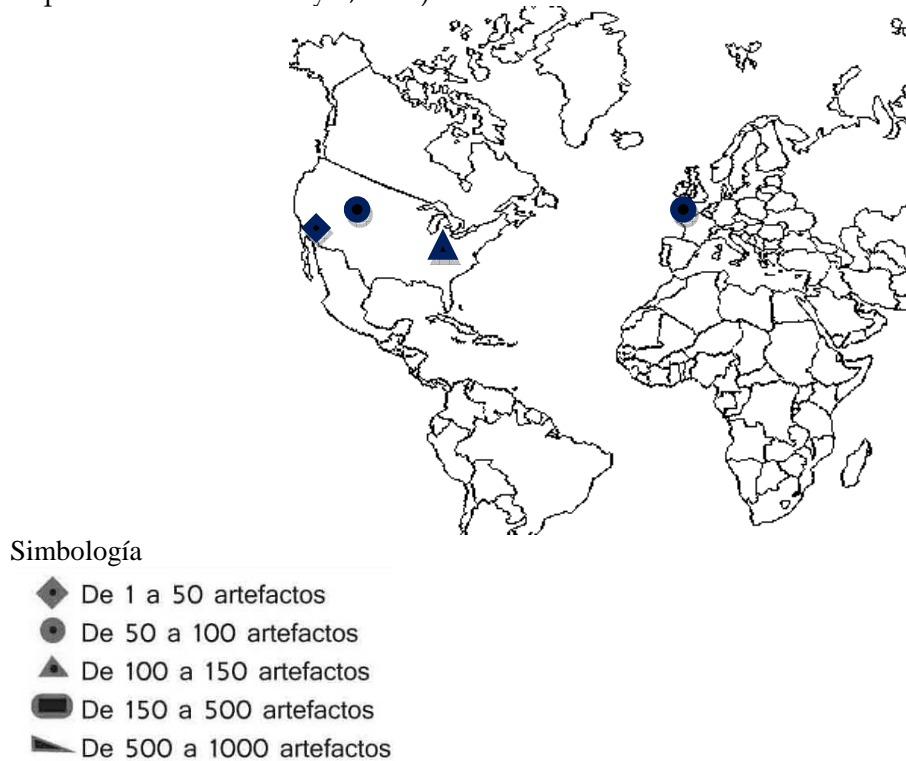 Simbología
De 1 a 50 artefactos
De 50 a 100 artefactos
De 100 a 150 artefactos
De 150 a 500 artefactos
De 500 a 1000 artefactos